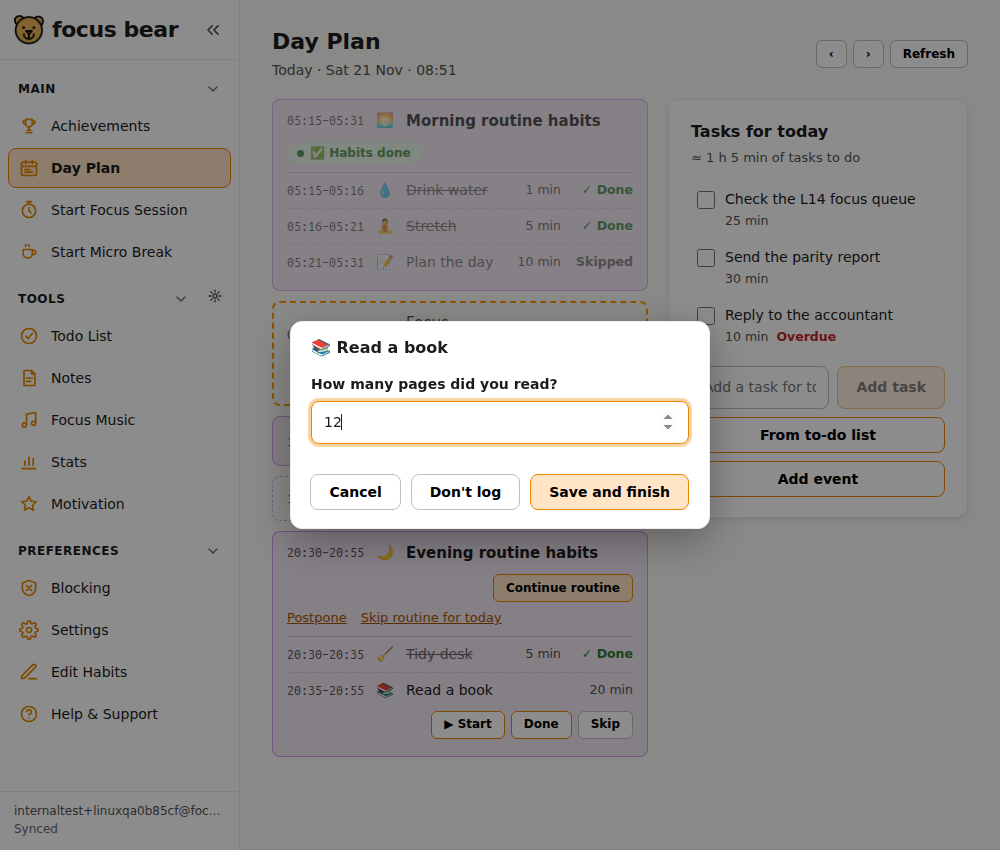 focus bear
MAIN
Achievements
Day Plan
Start Focus Session
Start Micro Break
TOOLS
Todo List
Notes
Focus Music
Stats
Motivation
PREFERENCES
Blocking
Settings
Edit Habits
Help & Support
internaltest+linuxqa0b85cf@foc...
Synced
Day Plan
Today · Sat 21 Nov · 08:51
‹ › Refresh
05:15–05:31 Morning routine habits
Habits done
05:15–05:16 Drink water 1 min ✓ Done
05:16–05:21 Stretch 5 min ✓ Done
05:21–05:31 Plan the day 10 min Skipped
Focus
📚 Read a book
How many pages did you read?
12
Cancel Don't log Save and finish
20:30–20:55 Evening routine habits
Continue routine
Postpone Skip routine for today
20:30–20:35 Tidy desk 5 min ✓ Done
20:35–20:55 Read a book 20 min
▶ Start Done Skip
Tasks for today
≈ 1 h 5 min of tasks to do
Check the L14 focus queue
25 min
Send the parity report
30 min
Reply to the accountant
10 min Overdue
Add a task for to
Add task
From to-do list
Add event